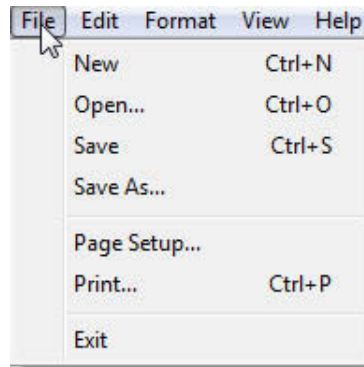 File Edit Format View Help
New Ctrl+N
Open... Ctrl+O
Save Ctrl+S
Save As...
Page Setup...
Print... Ctrl+P
Exit